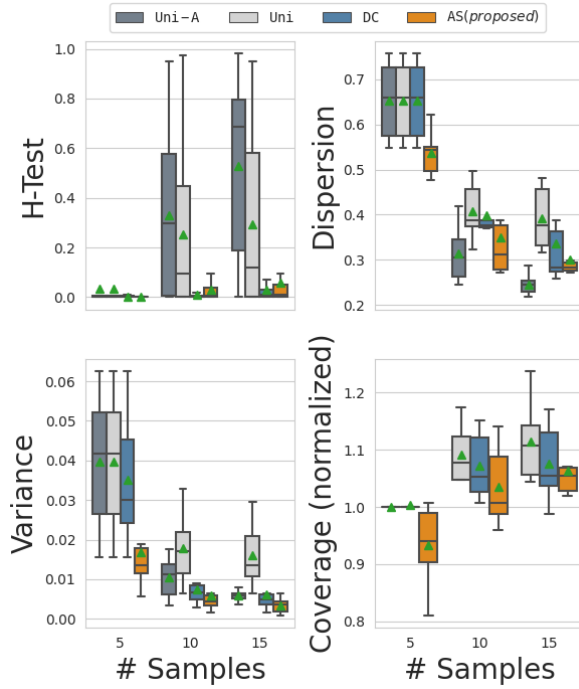 Uni-A Uni DC AS(proposed)
H-Test
1.0
0.8
0.6
0.4
0.2
0.0
Dispersion
0.7
0.6
0.5
0.4
0.3
0.2
Variance
0.06
0.05
0.04
0.03
0.02
0.01
0.00
5 10 15
# Samples
Coverage (normalized)
1.2
1.1
1.0
0.9
0.8
5 10 15
# Samples